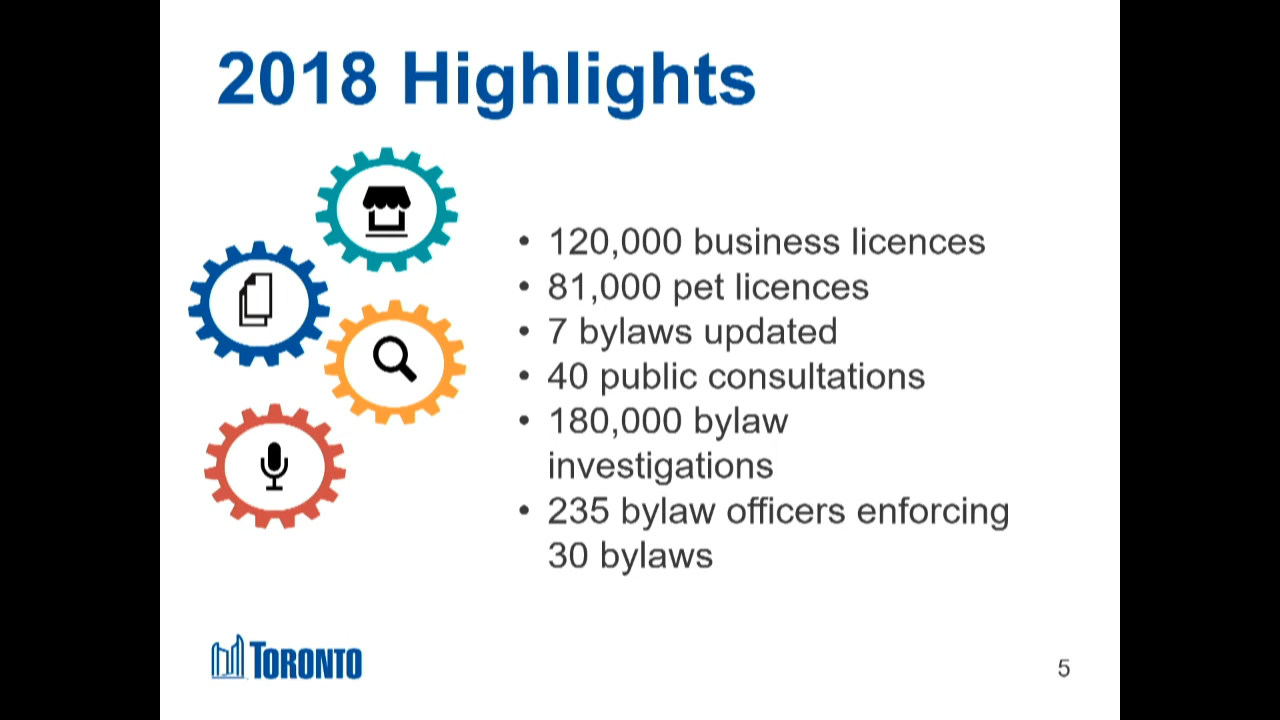 2018 Highlights
• 120,000 business licences
• 81,000 pet licences
• 7 bylaws updated
• 40 public consultations
• 180,000 bylaw
investigations
• 235 bylaw officers enforcing
30 bylaws
TORONTO
5